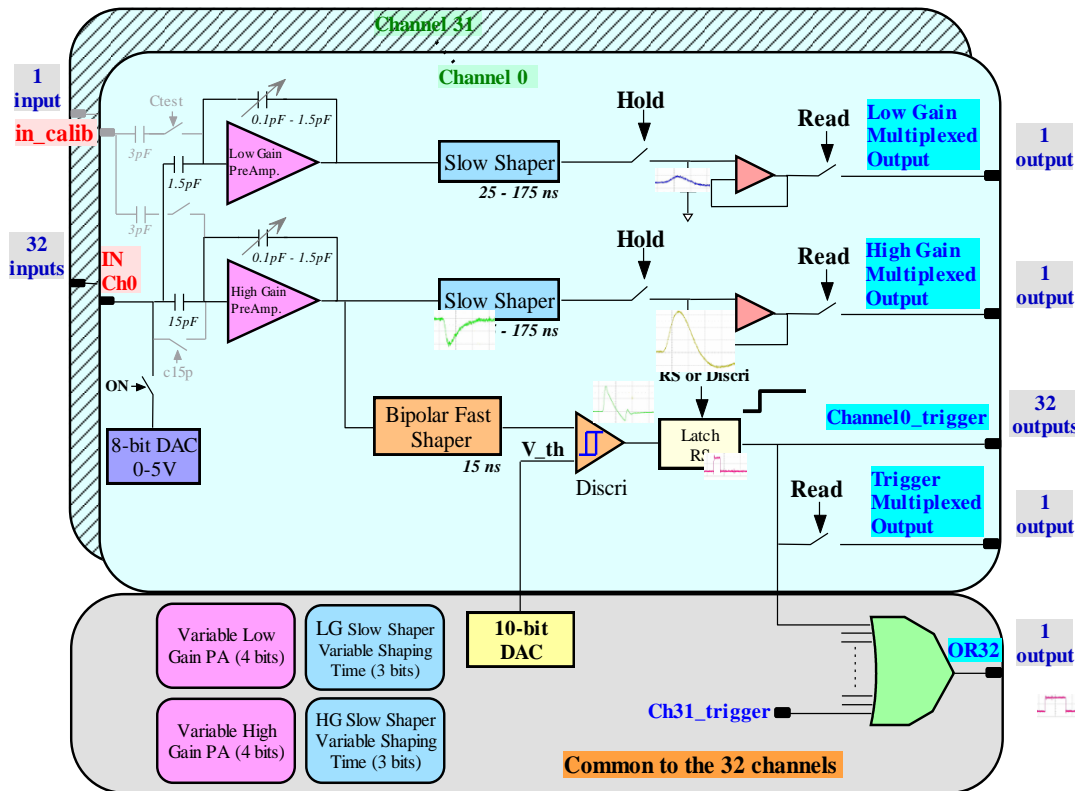 Channel 31
Channel 0
1
input
in_calib
32
inputs
IN
Ch0
Ctest
3pF
1.5pF
3pF
15pF
c15p
ON
8-bit DAC
0-5V
0.1pF - 1.5pF
Low Gain
PreAmp.
0.1pF - 1.5pF
High Gain
PreAmp.
Slow Shaper
25 - 175 ns
Slow Shaper
- 175 ns
Bipolar Fast
Shaper
15 ns
V_th
Discri
Hold
Hold
RS or Discri
Latch
RS
Read
Read
Read
Low Gain
Multiplexed
Output
1
output
High Gain
Multiplexed
Output
1
output
Channel0_trigger
32
outputs
Trigger
Multiplexed
Output
1
output
OR32
1
output
Ch31_trigger
10-bit
DAC
Variable Low
Gain PA (4 bits)
LG Slow Shaper
Variable Shaping
Time (3 bits)
Variable High
Gain PA (4 bits)
HG Slow Shaper
Variable Shaping
Time (3 bits)
Common to the 32 channels